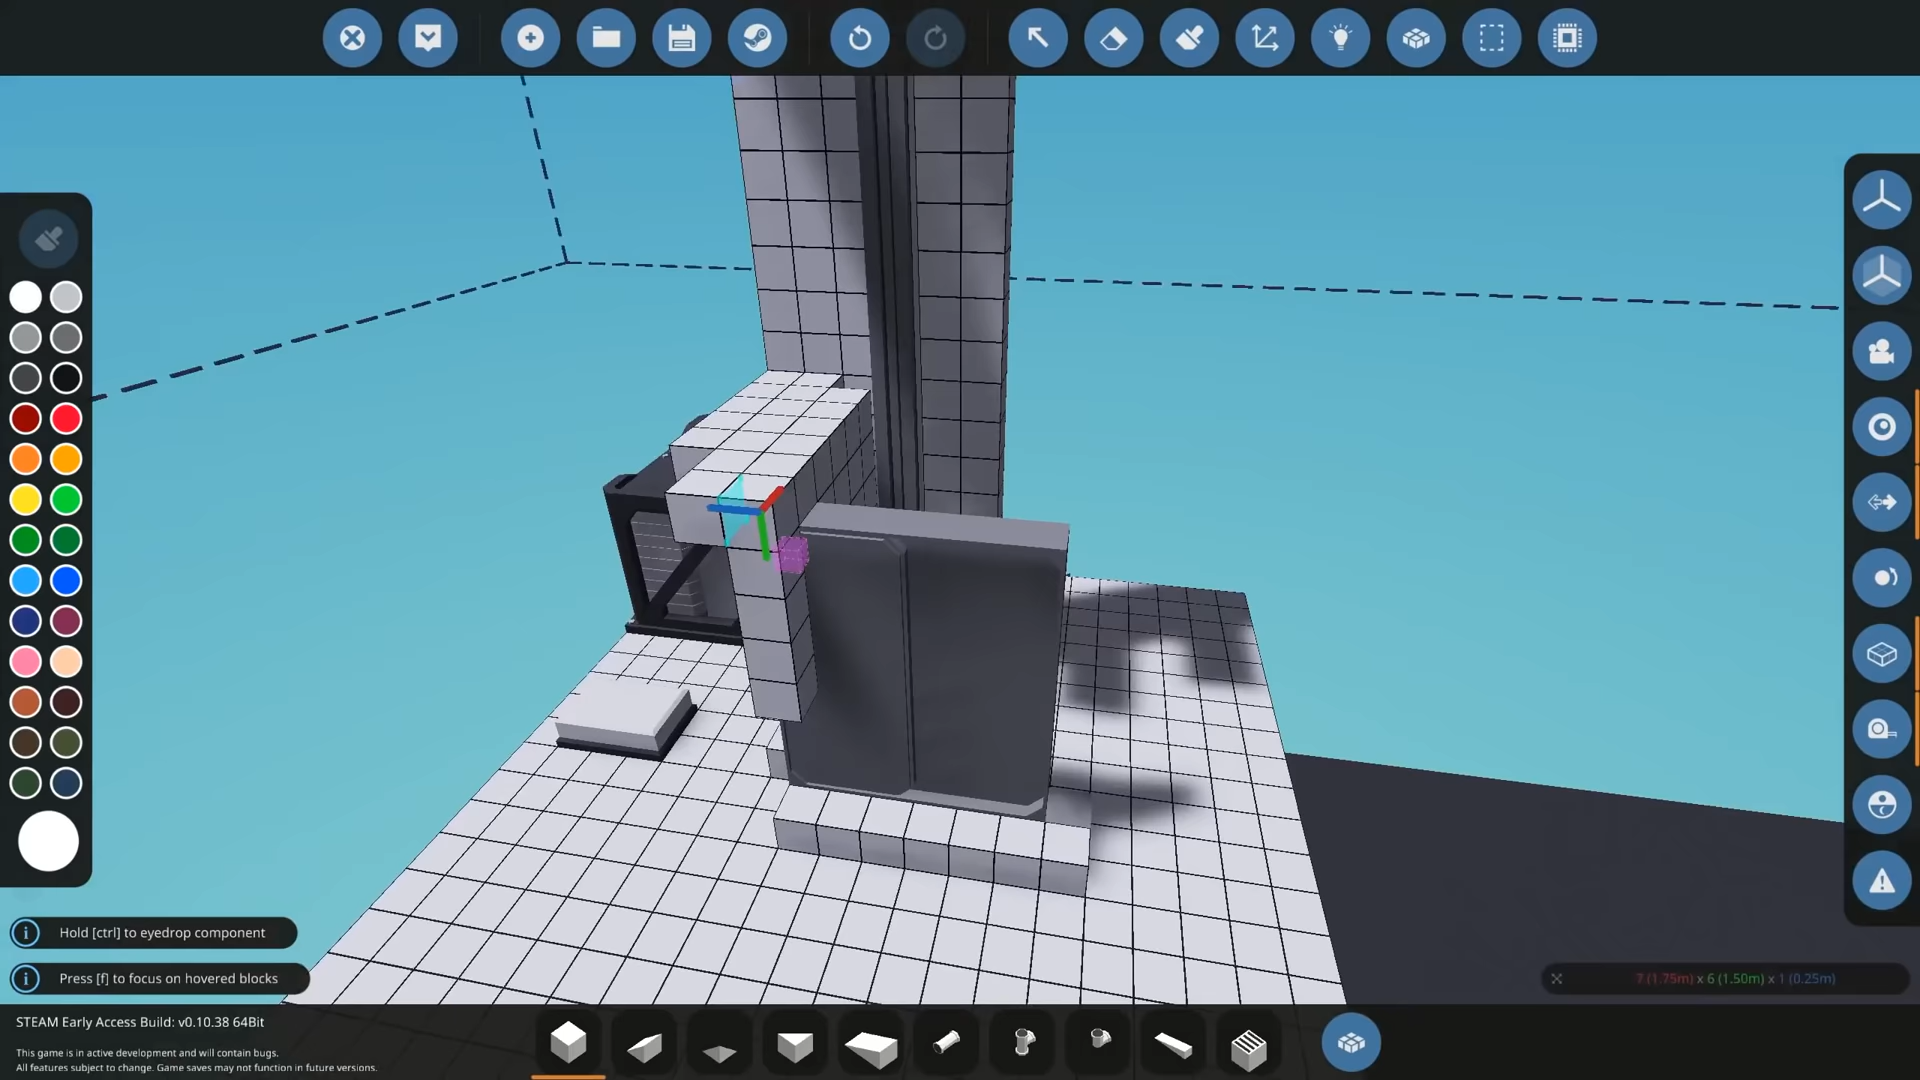 Hold [ctrl] to eyedrop component
Press [f] to focus on hovered blocks
7 (1.75m) x 6 (1.50m) x 1 (0.25m)
STEAM Early Access Build: v0.10.38 64Bit
This game is in active development and will contain bugs.
All features subject to change. Game saves may not function in future versions.